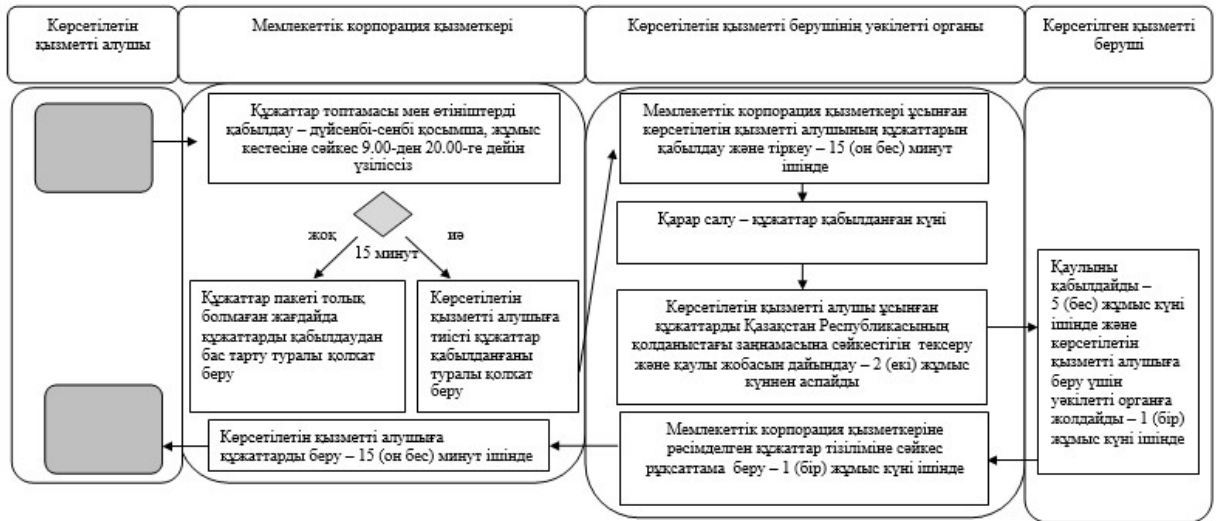 Көрсетілетін
қызметті алушы
Мемлекеттік корпорация қызметкері
Көрсетілетін қызметті берушінің уәкілетті органы
Көрсетілген қызметті
беруші
Құжаттар топтамасы мен өтініштерді
қабылдау – дүйсенбі-сенбі қосымша, жұмыс
кестесіне сәйкес 9.00-ден 20.00-ге дейін
үзіліссіз
жоқ
иә
15 минут
Құжаттар пакеті толық
болмаған жағдайда
құжаттарды қабылдаудан
бас тарту туралы қолхат
беру
Көрсетілетін
қызметті алушыға
тиісті құжаттар
қабылданғаны
туралы қолхат
беру
Көрсетілетін қызметті алушыға
құжаттарды беру – 15 (он бес) минут ішінде
Мемлекеттік корпорация қызметкері ұсынған
көрсетілетін қызметті алушының құжаттарын
қабылдау және тіркеу – 15 (он бес) минут
ішінде
Қарар салу – құжаттар қабылданған күні
Көрсетілетін қызметті алушы ұсынған
құжаттарды Қазақстан Республикасының
қолданыстағы заңнамасына сәйкестігін тексеру
және қаулы жобасын дайындау – 2 (екі) жұмыс
күннен аспайды
Мемлекеттік корпорация қызметкеріне
рәсімделген құжаттар тізіліміне сәйкес
рұқсаттама беру – 1 (бір) жұмыс күні ішінде
Қаулыны
қабылдайды –
5 (бес) жұмыс күні
ішінде және
көрсетілетін
қызметті алушыға
беру үшін
уәкілетті органға
жолдайды – 1 (бір)
жұмыс күні ішінде